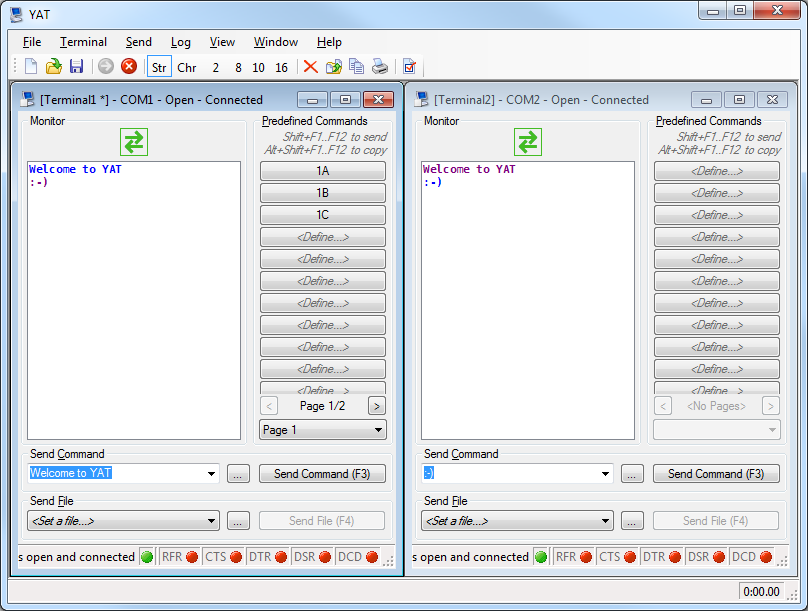 YAT
File Terminal Send Log View Window Help
Str Chr 2 8 10 16
[Terminal1 *] - COM1 - Open - Connected
Monitor
Welcome to YAT
:-)
Predefined Commands
Shift+F1..F12 to send
Alt+Shift+F1..F12 to copy
1A
1B
1C
<Define...>
<Define...>
<Define...>
<Define...>
<Define...>
<Define...>
<Define...>
<Define...>
< Page 1/2 >
Page 1
Send Command
Welcome to YAT ... Send Command (F3)
Send File
<Set a file...> ... Send File (F4)
s open and connected RFR CTS DTR DSR DCD
[Terminal2] - COM2 - Open - Connected
Monitor
Welcome to YAT
:-)
Predefined Commands
Shift+F1..F12 to send
Alt+Shift+F1..F12 to copy
<Define...>
<Define...>
<Define...>
<Define...>
<Define...>
<Define...>
<Define...>
<Define...>
<Define...>
<Define...>
<Define...>
< <No Pages> >
Send Command
:-) ... Send Command (F3)
Send File
<Set a file...> ... Send File (F4)
s open and connected RFR CTS DTR DSR DCD
0:00.00